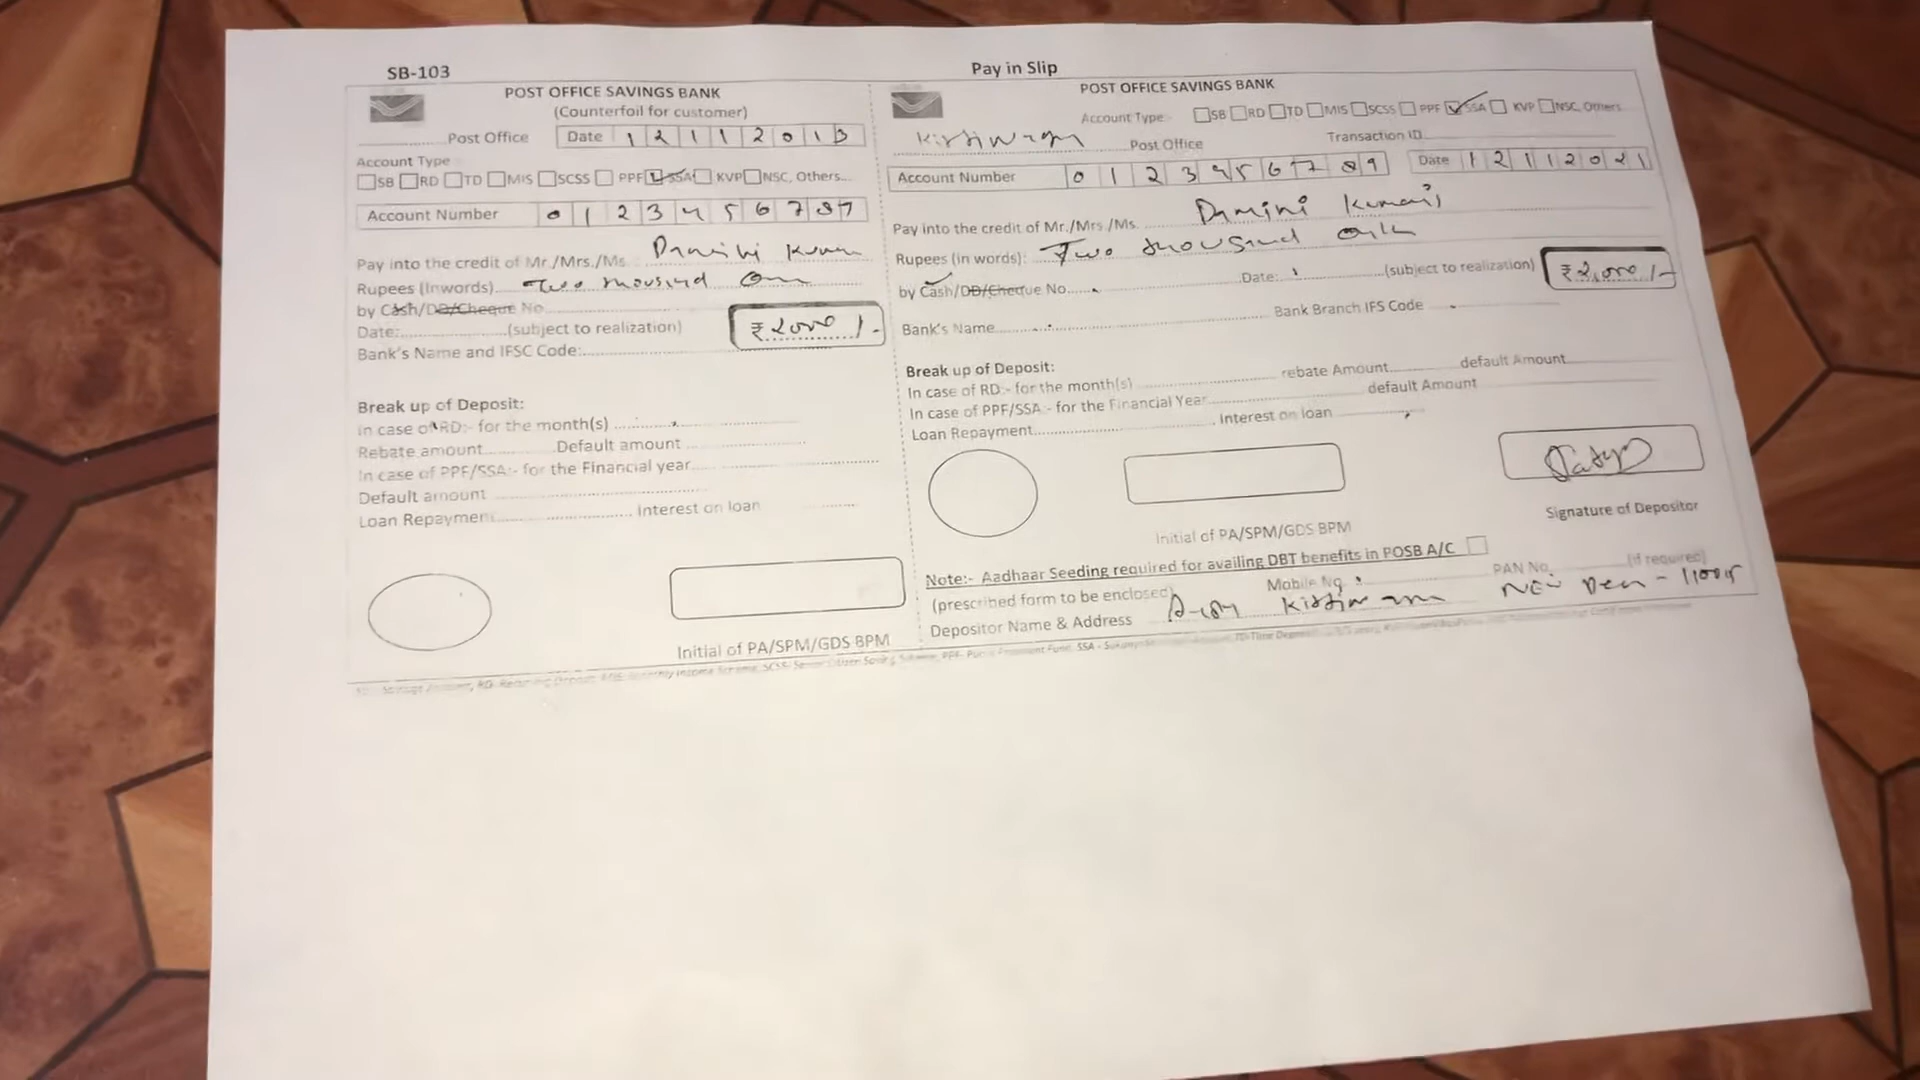 SB-103
Pay in Slip
POST OFFICE SAVINGS BANK
(Counterfoil for customer)
Post Office Date 1 2 1 1 2 0 1 3
Account Type
SB RD TD MIS SCSS PPF SSA KVP NSC, Others...
Account Number 0 1 2 3 4 5 6 7 8 9
Pay into the credit of Mr./Mrs./Ms
Rupees (Inwords) Two thousand
by Cash/DD/Cheque No
Date: (subject to realization) ₹ 2000/-
Bank's Name and IFSC Code:
Break up of Deposit:
In case of RD:- for the month(s)
Rebate amount Default amount
In case of PPF/SSA:- for the Financial year
Default amount
Loan Repayment Interest on loan
Initial of PA/SPM/GDS BPM
POST OFFICE SAVINGS BANK
Account Type - SB RD TD MIS SCSS PPF SSA KVP NSC, Others
Post Office Transaction ID
Account Number 0 1 2 3 4 5 6 7 8 9 Date 1 2 1 1 2 0 2 1
Pay into the credit of Mr./Mrs./Ms. Damini Kumari
Rupees (in words): Two thousand only
by Cash/DD/Cheque No. Date: (subject to realization) ₹ 2,000/-
Bank's Name Bank Branch IFS Code
Break up of Deposit:
In case of RD:- for the month(s) rebate Amount default Amount
In case of PPF/SSA:- for the Financial Year default Amount
Loan Repayment Interest on loan
Initial of PA/SPM/GDS BPM
Signature of Depositor
Note:- Aadhaar Seeding required for availing DBT benefits in POSB A/C
(prescribed form to be enclosed) Mobile No. PAN No. (if required)
Depositor Name & Address New